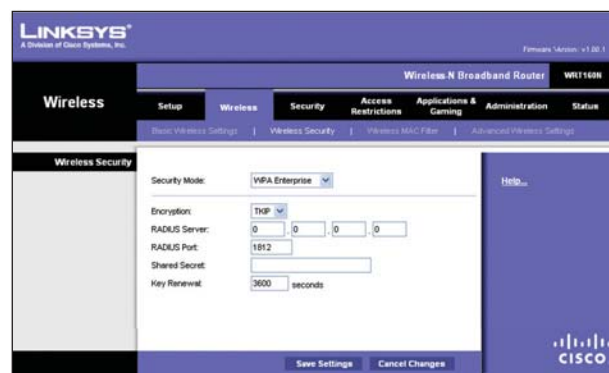 LINKSYS®
A Division of Cisco Systems, Inc.
Firmware Version: v1.00.1
Wireless-N Broadband Router WRT160N
Wireless
Setup Wireless Security Access Restrictions Applications & Gaming Administration Status
Basic Wireless Settings | Wireless Security | Wireless MAC Filter | Advanced Wireless Settings
Wireless Security
Security Mode: WPA Enterprise
Help...
Encryption: TKIP
RADIUS Server: 0 . 0 . 0 . 0
RADIUS Port: 1812
Shared Secret:
Key Renewal: 3600 seconds
Save Settings Cancel Changes
CISCO